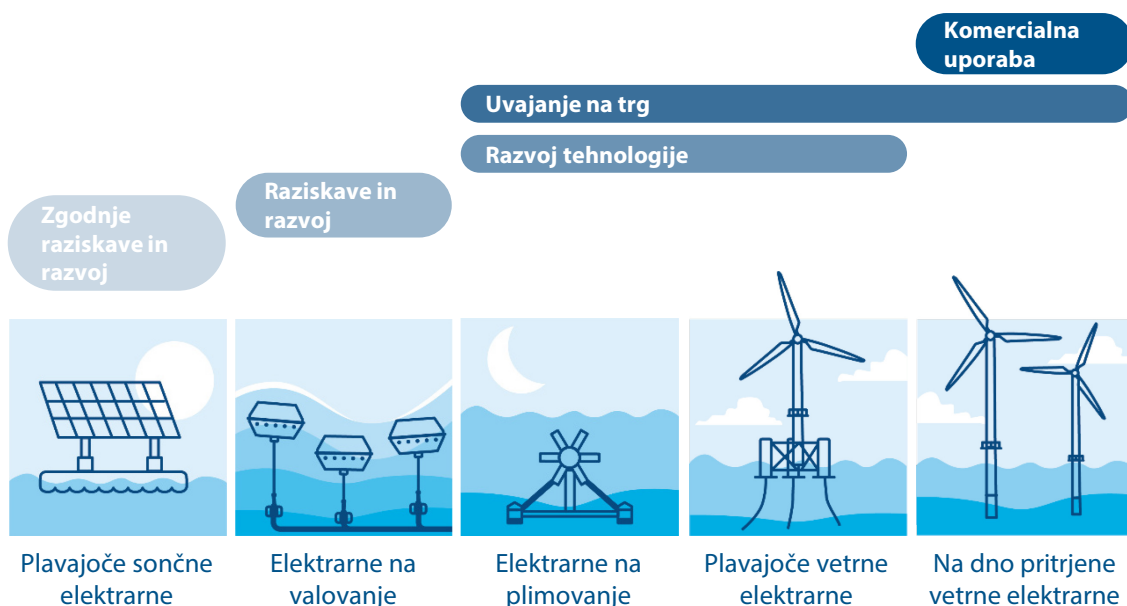 Komercialna
uporaba
Uvajanje na trg
Razvoj tehnologije
Raziskave in
razvoj
Zgodnje
raziskave in
razvoj
Plavajoče sončne
elektrarne
Elektrarne na
valovanje
Elektrarne na
plimovanje
Plavajoče vetrne
elektrarne
Na dno pritrjene
vetrne elektrarne